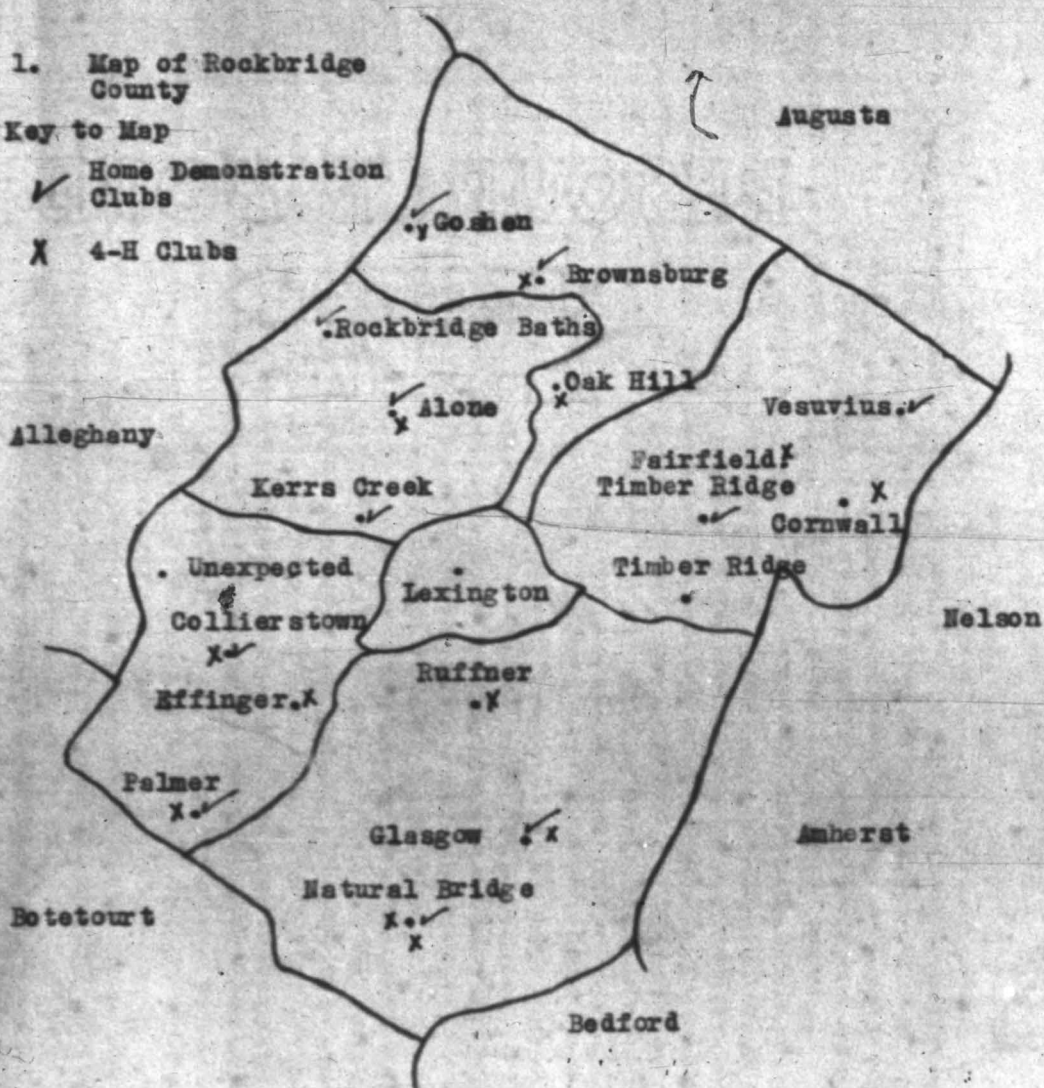 1. Map of Rockbridge
County
Key to Map
✓ Home Demonstration
Clubs
X 4-H Clubs
Augusta
Goshen
x Brownsburg
Rockbridge Baths
Oak Hill
x
Alone
x
Vesuvius
Alleghany
Fairfield x
Kerrs Creek
Timber Ridge
X
Cornwall
Unexpected
Lexington
Timber Ridge
Collierstown
x
Nelson
Ruffner
x
Effinger x
Palmer
x
Glasgow x
Amherst
Natural Bridge
x
x
Botetourt
Bedford